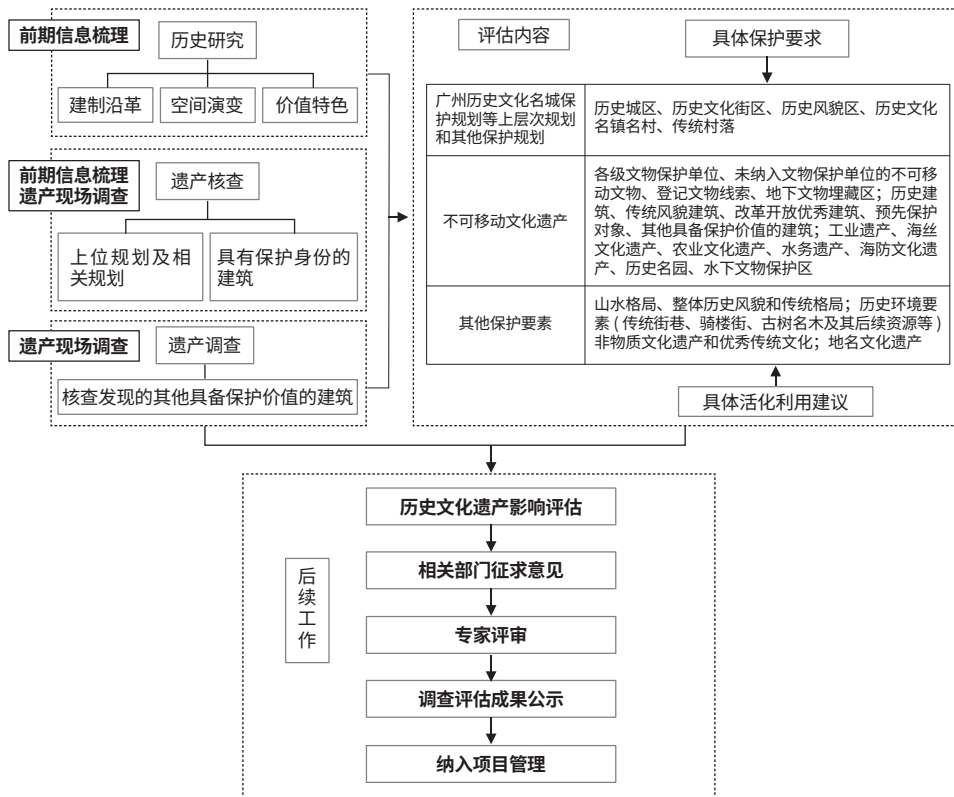 前期信息梳理
历史研究
建制沿革
空间演变
价值特色
前期信息梳理
遗产现场调查
遗产核查
上位规划及相
关规划
具有保护身份的
建筑
遗产现场调查
遗产调查
核查发现的其他具备保护价值的建筑
评估内容
具体保护要求
广州历史文化名城保
护规划等上层次规划
和其他保护规划
历史城区、历史文化街区、历史风貌区、历史文化
名镇名村、传统村落
不可移动文化遗产
各级文物保护单位、未纳入文物保护单位的不可移
动文物、登记文物线索、地下文物埋藏区；历史建
筑、传统风貌建筑、改革开放优秀建筑、预先保护
对象、其他具备保护价值的建筑；工业遗产、海丝
文化遗产、农业文化遗产、水务遗产、海防文化遗
产、历史名园、水下文物保护区
其他保护要素
山水格局、整体历史风貌和传统格局；历史环境要
素 ( 传统街巷、骑楼街、古树名木及其后续资源等 )
非物质文化遗产和优秀传统文化；地名文化遗产
具体活化利用建议
后
续
工
作
历史文化遗产影响评估
相关部门征求意见
专家评审
调查评估成果公示
纳入项目管理